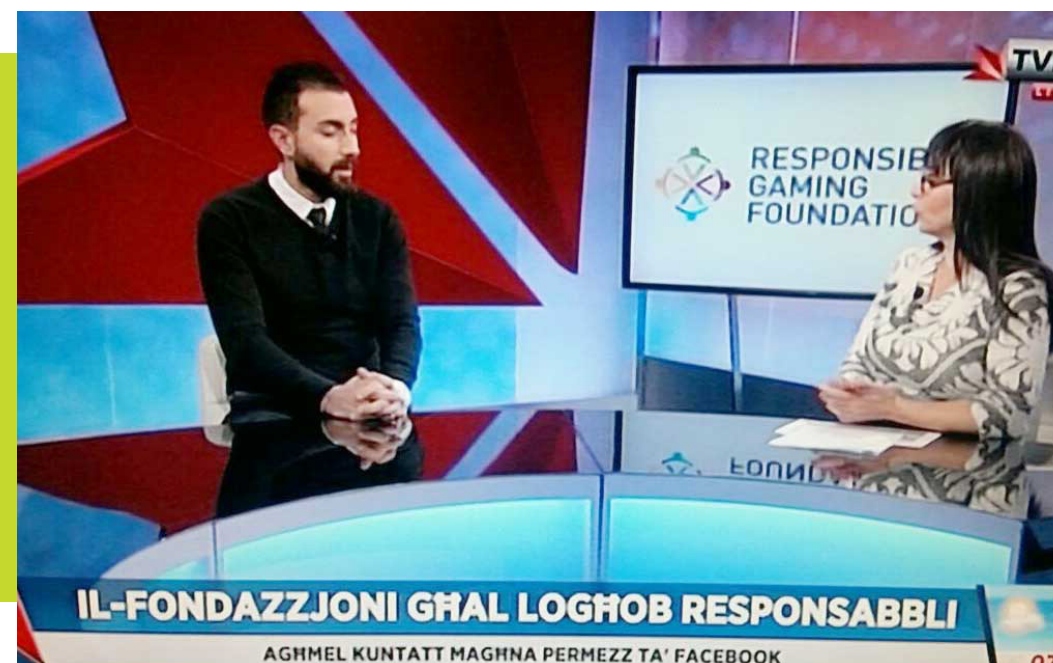 TV
RESPONSIB
GAMING
FOUNDATIO
IL-FONDAZZJONI GĦAL LOGĦOB RESPONSABBLI
AGĦMEL KUNTATT MAGĦNA PERMEZZ TA' FACEBOOK